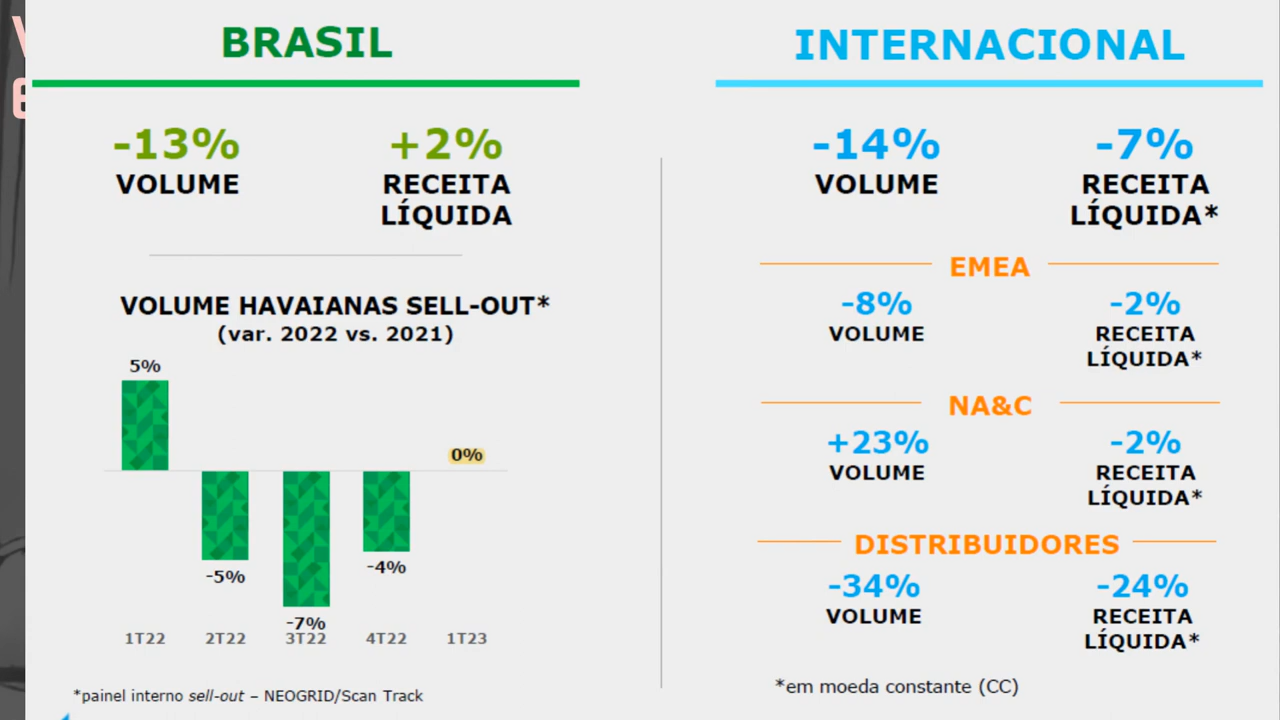 BRASIL
-13%
VOLUME
+2%
RECEITA
LÍQUIDA
VOLUME HAVAIANAS SELL-OUT*
(var. 2022 vs. 2021)
5%
-5%
-7%
-4%
0%
1T22 2T22 3T22 4T22 1T23
*painel interno sell-out – NEOGRID/Scan Track
INTERNACIONAL
-14%
VOLUME
-7%
RECEITA
LÍQUIDA*
EMEA
-8%
VOLUME
-2%
RECEITA
LÍQUIDA*
NA&C
+23%
VOLUME
-2%
RECEITA
LÍQUIDA*
DISTRIBUIDORES
-34%
VOLUME
-24%
RECEITA
LÍQUIDA*
*em moeda constante (CC)